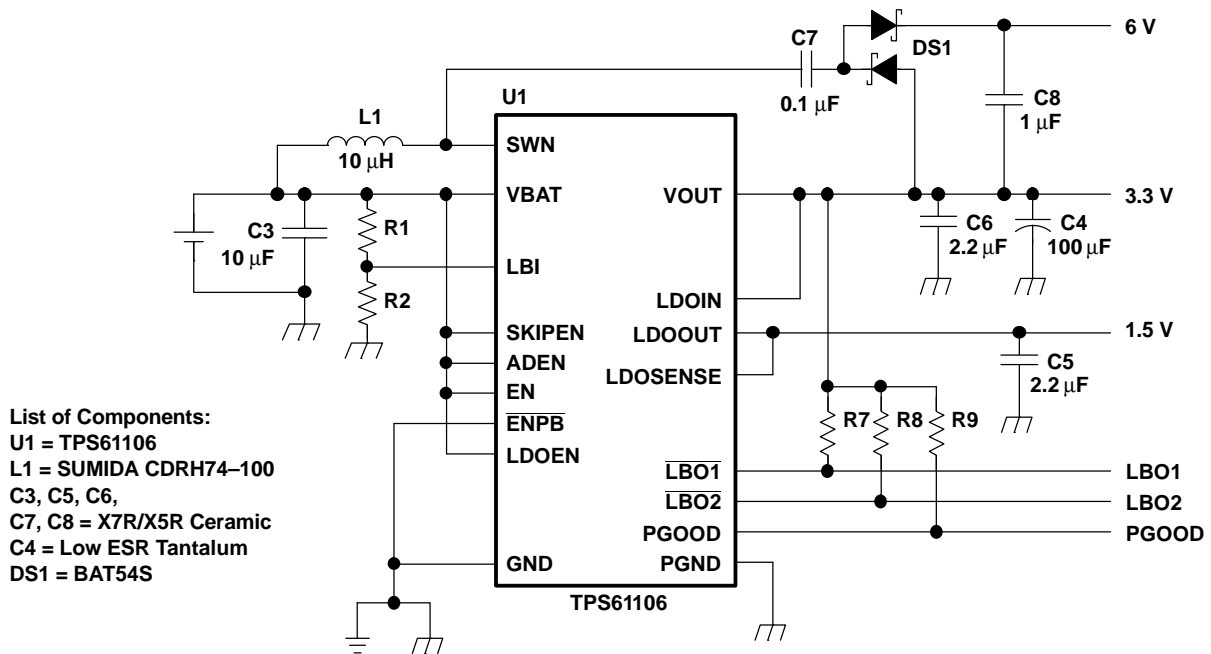 6 V
C7
DS1
0.1 μF
C8
1 μF
U1
L1
10 μH
SWN
VBAT
VOUT
3.3 V
C3
10 μF
R1
C6
2.2 μF
C4
100 μF
LBI
R2
LDOIN
SKIPEN
LDOOUT
1.5 V
ADEN
LDOSENSE
C5
2.2 μF
EN
ENPB
R7
R8
R9
LDOEN
LBO1
LBO1
LBO2
LBO2
PGOOD
PGOOD
GND
PGND
TPS61106
List of Components:
U1 = TPS61106
L1 = SUMIDA CDRH74–100
C3, C5, C6,
C7, C8 = X7R/X5R Ceramic
C4 = Low ESR Tantalum
DS1 = BAT54S